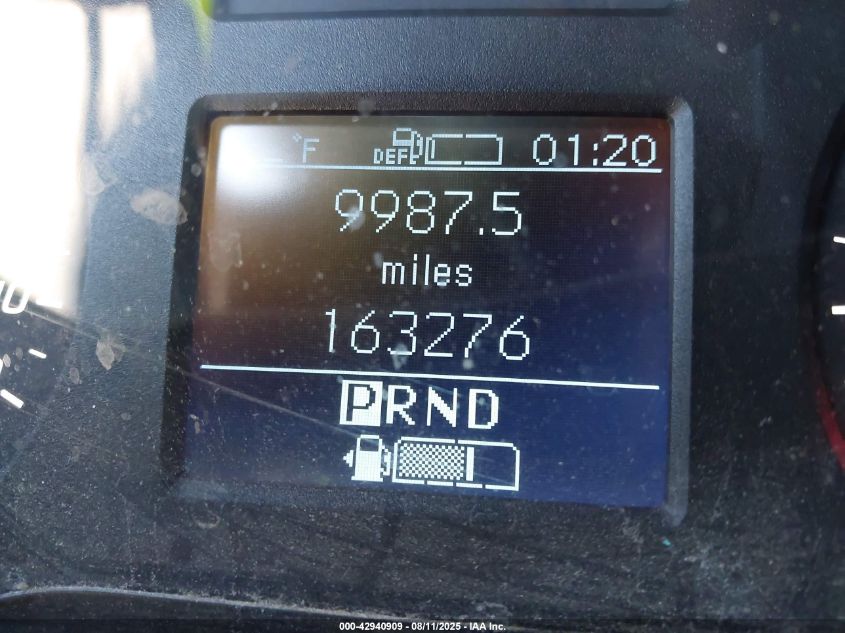 °F DEF 01:20
9987.5
miles
163276
PRND
000-42940909 - 08/11/2025 - IAA Inc.